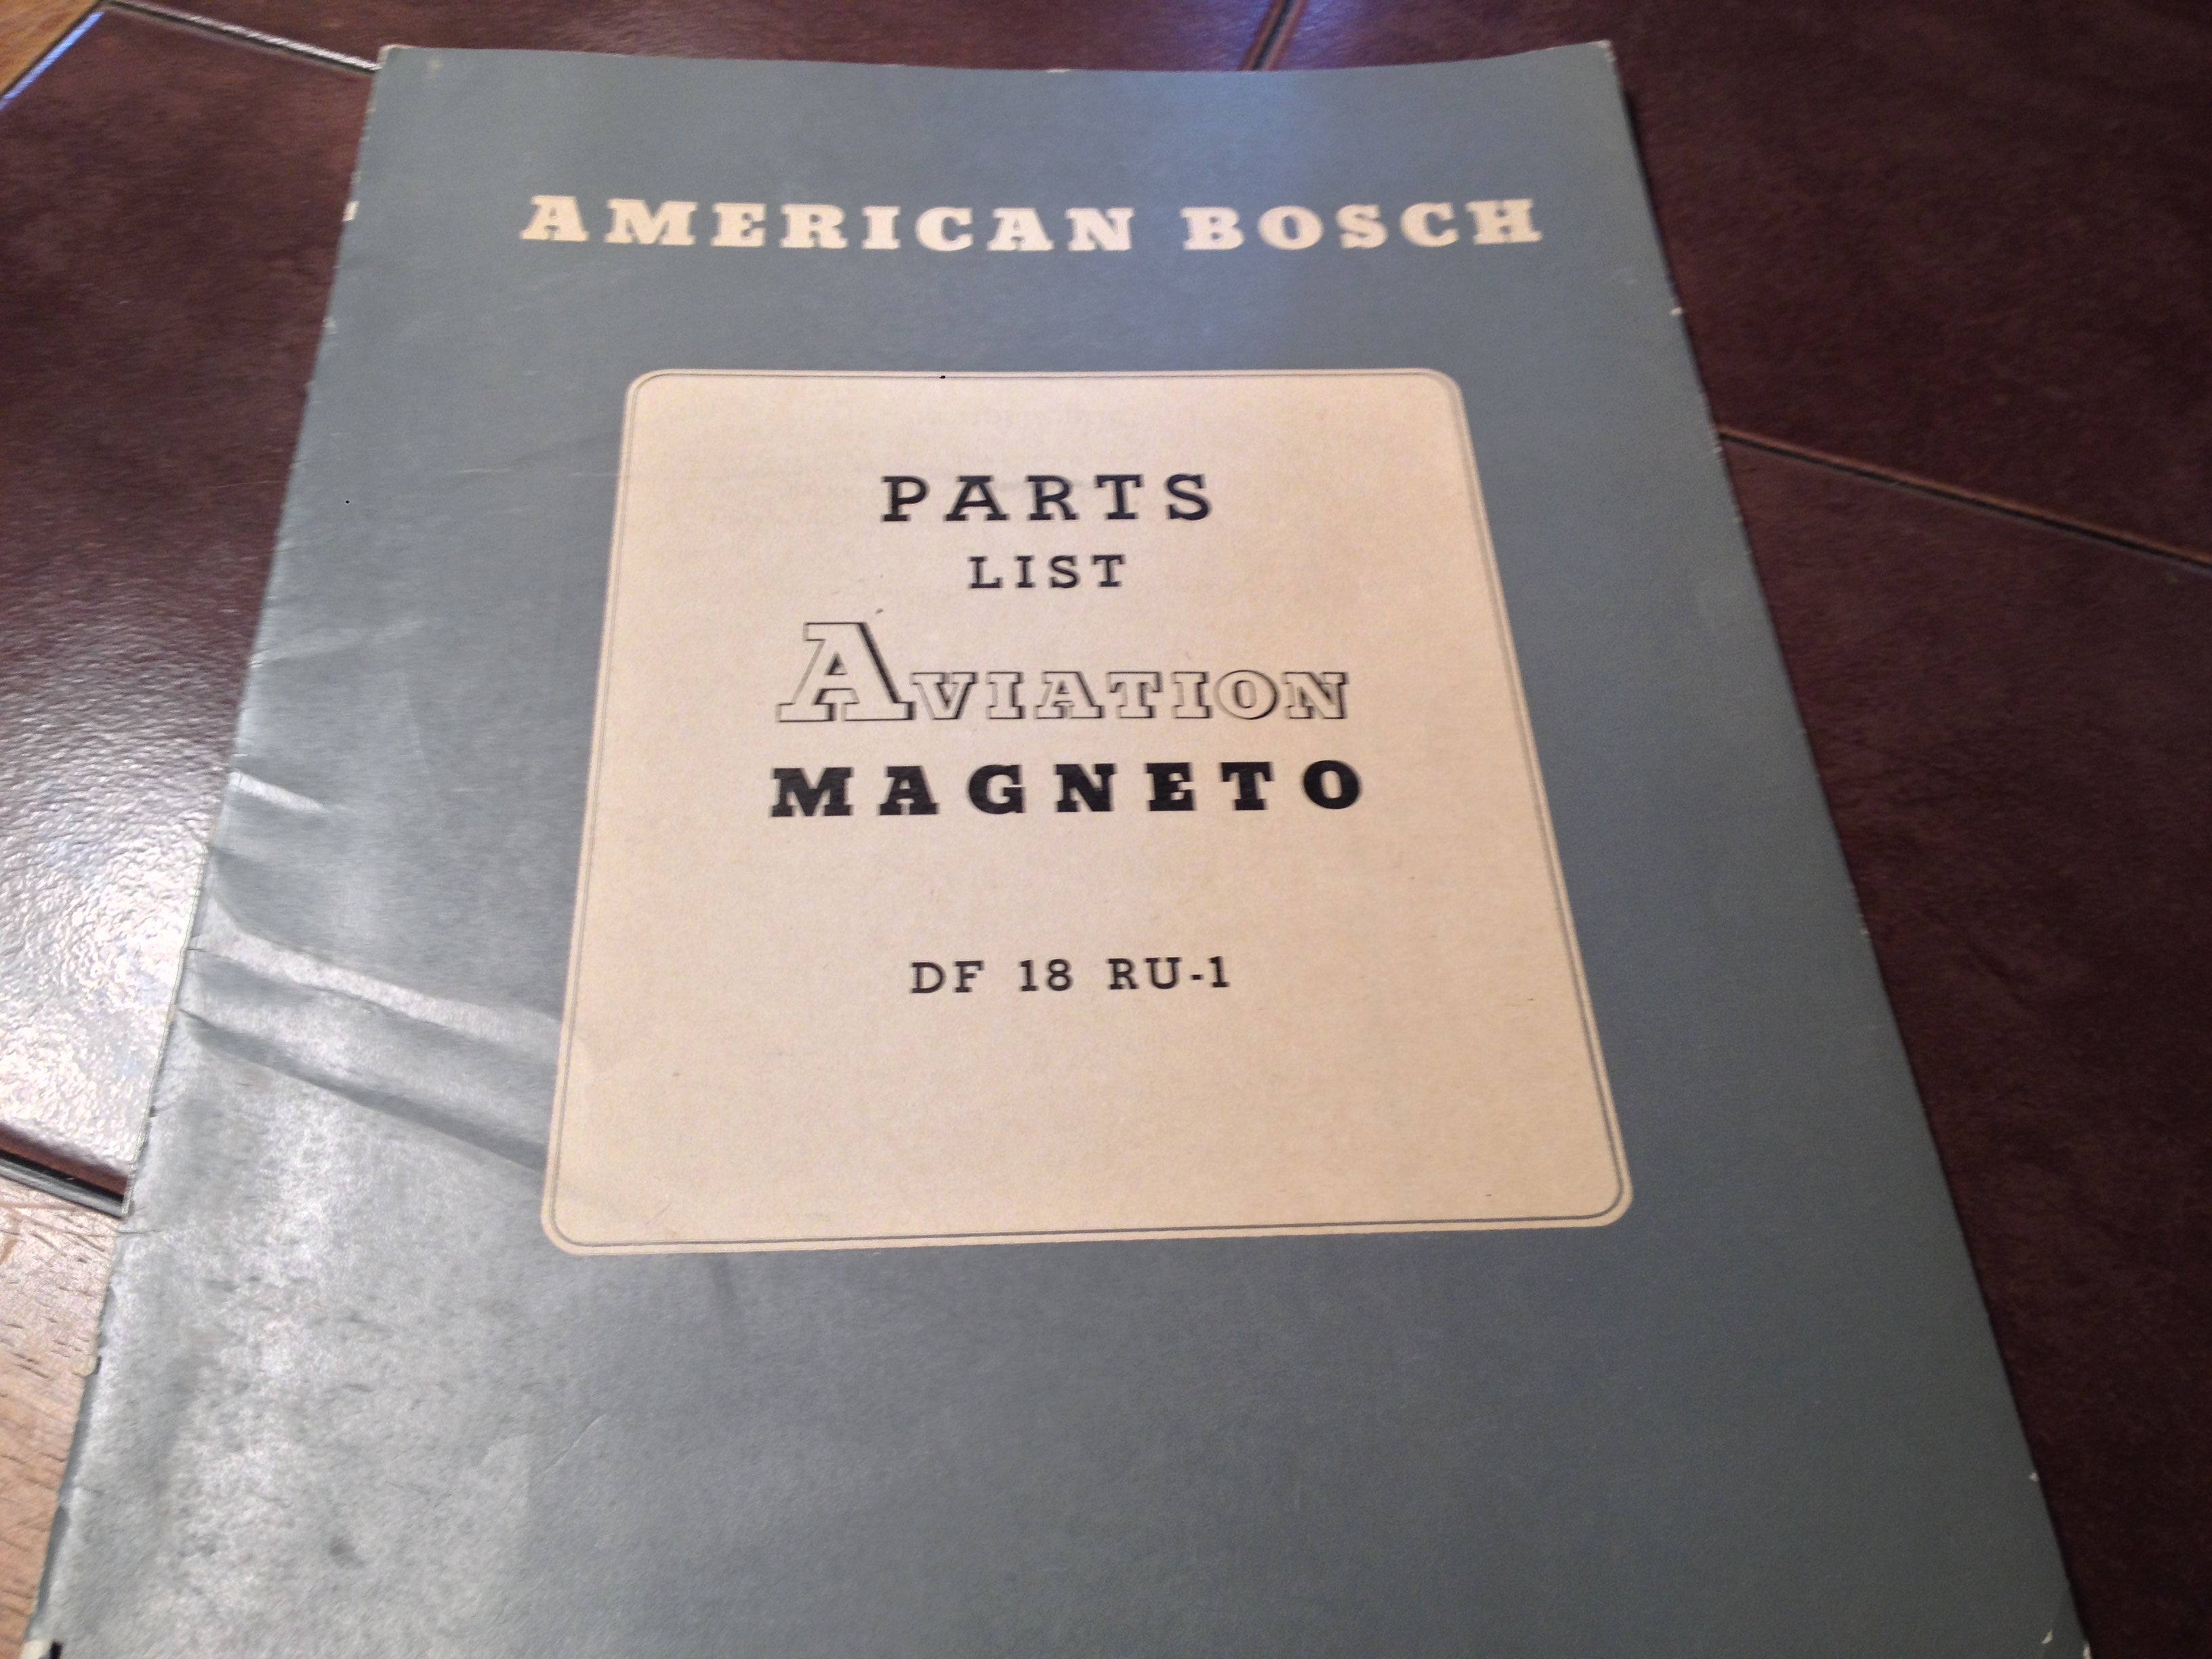 AMERICAN BOSCH
PARTS
LIST
AVIATION
MAGNETO
DF 18 RU-1